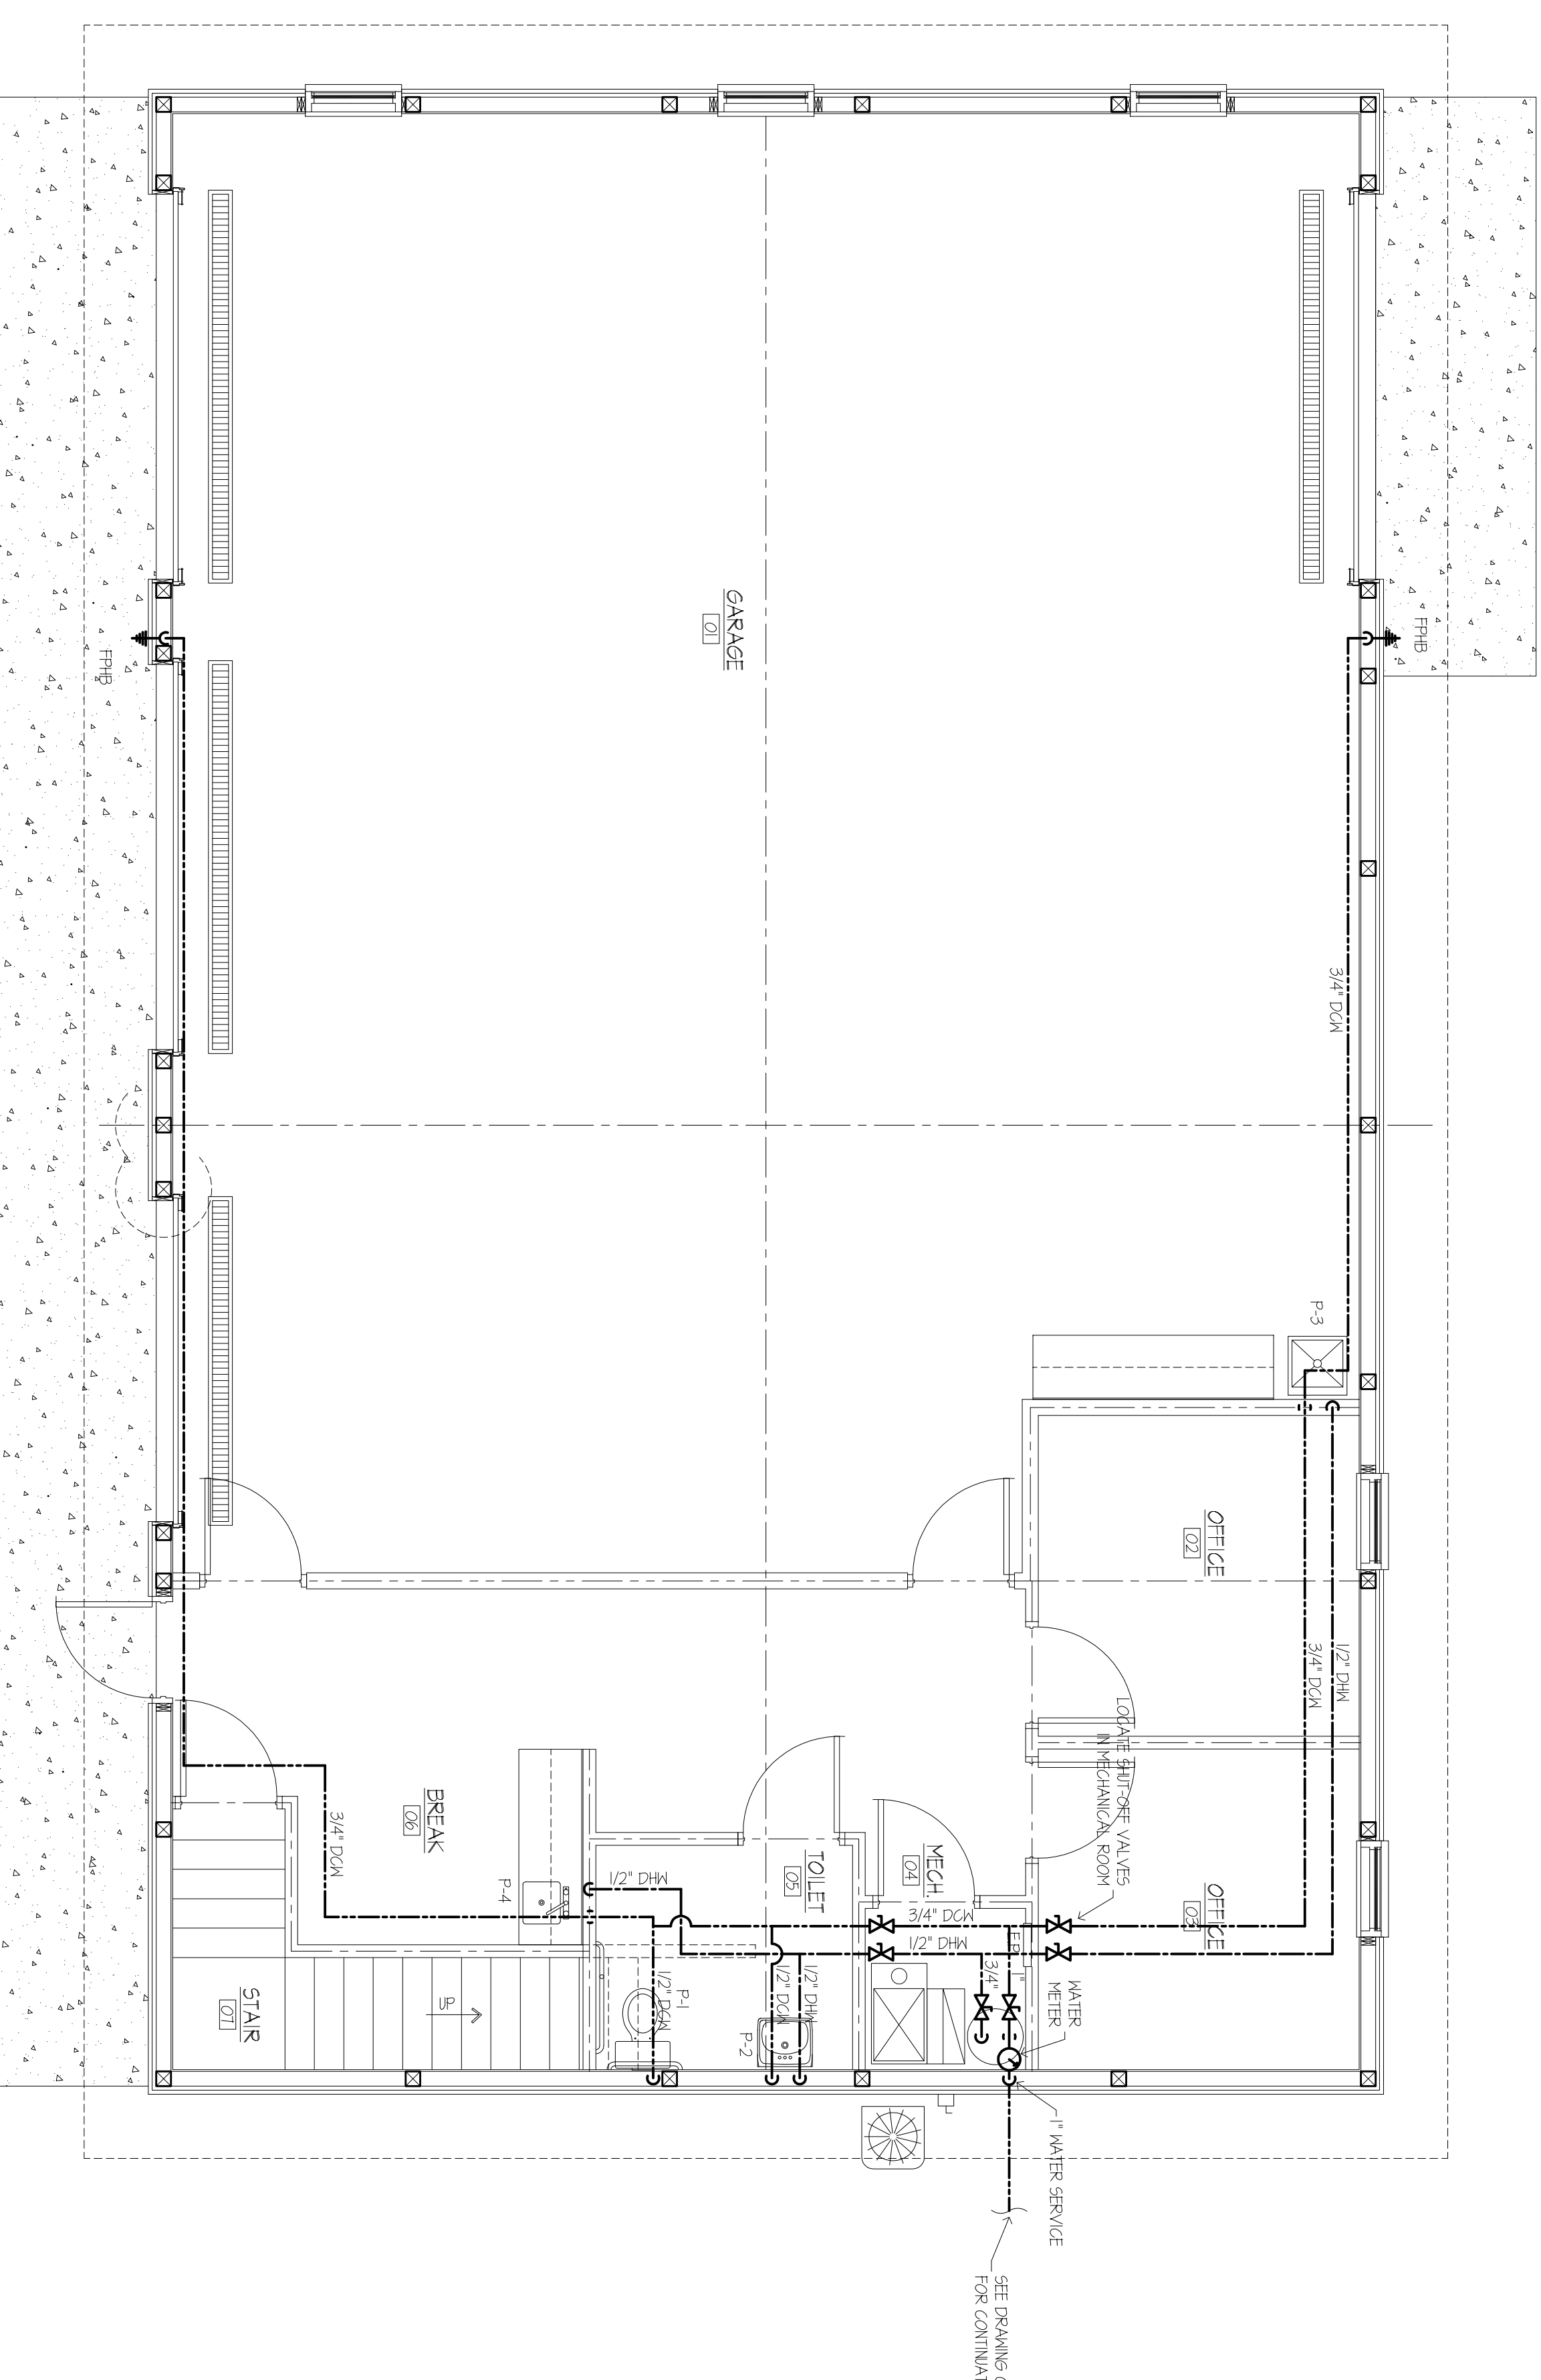 FPHB
FPHB
GARAGE
01
3/4" DCW
P-3
OFFICE
02
1/2" DHW
3/4" DCW
LOCATE SHUT-OFF VALVES
IN MECHANICAL ROOM
BREAK
06
3/4" DCW
P-4
1/2" DHW
TOILET
05
MECH.
04
OFFICE
03
3/4" DCW
1/2" DHW
3/4"
1"
WATER
METER
P-1
1/2" DCW
1/2" DCW
1/2" DHW
P-2
STAIR
07
UP
1" WATER SERVICE
SEE DRAWING